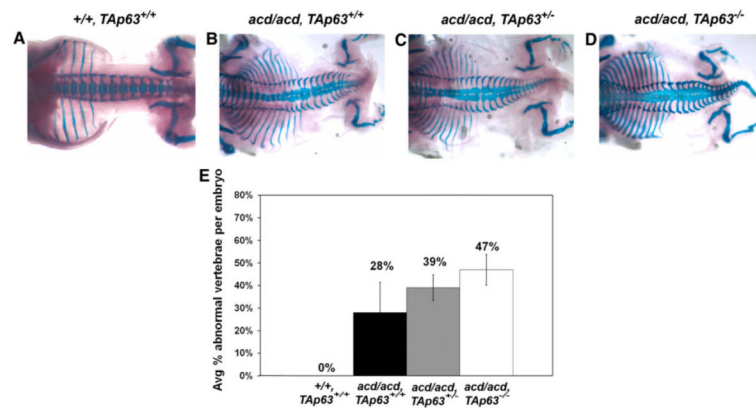 +/+, TAp63+/+
acd/acd, TAp63+/+
acd/acd, TAp63+/-
acd/acd, TAp63-/-
A
B
C
D
E
Avg % abnormal vertebrae per embryo
80%
70%
60%
50%
40%
30%
20%
10%
0%
0%
28%
39%
47%
+/+,
TAp63+/+
acd/acd,
TAp63+/+
acd/acd,
TAp63+/-
acd/acd,
TAp63-/-